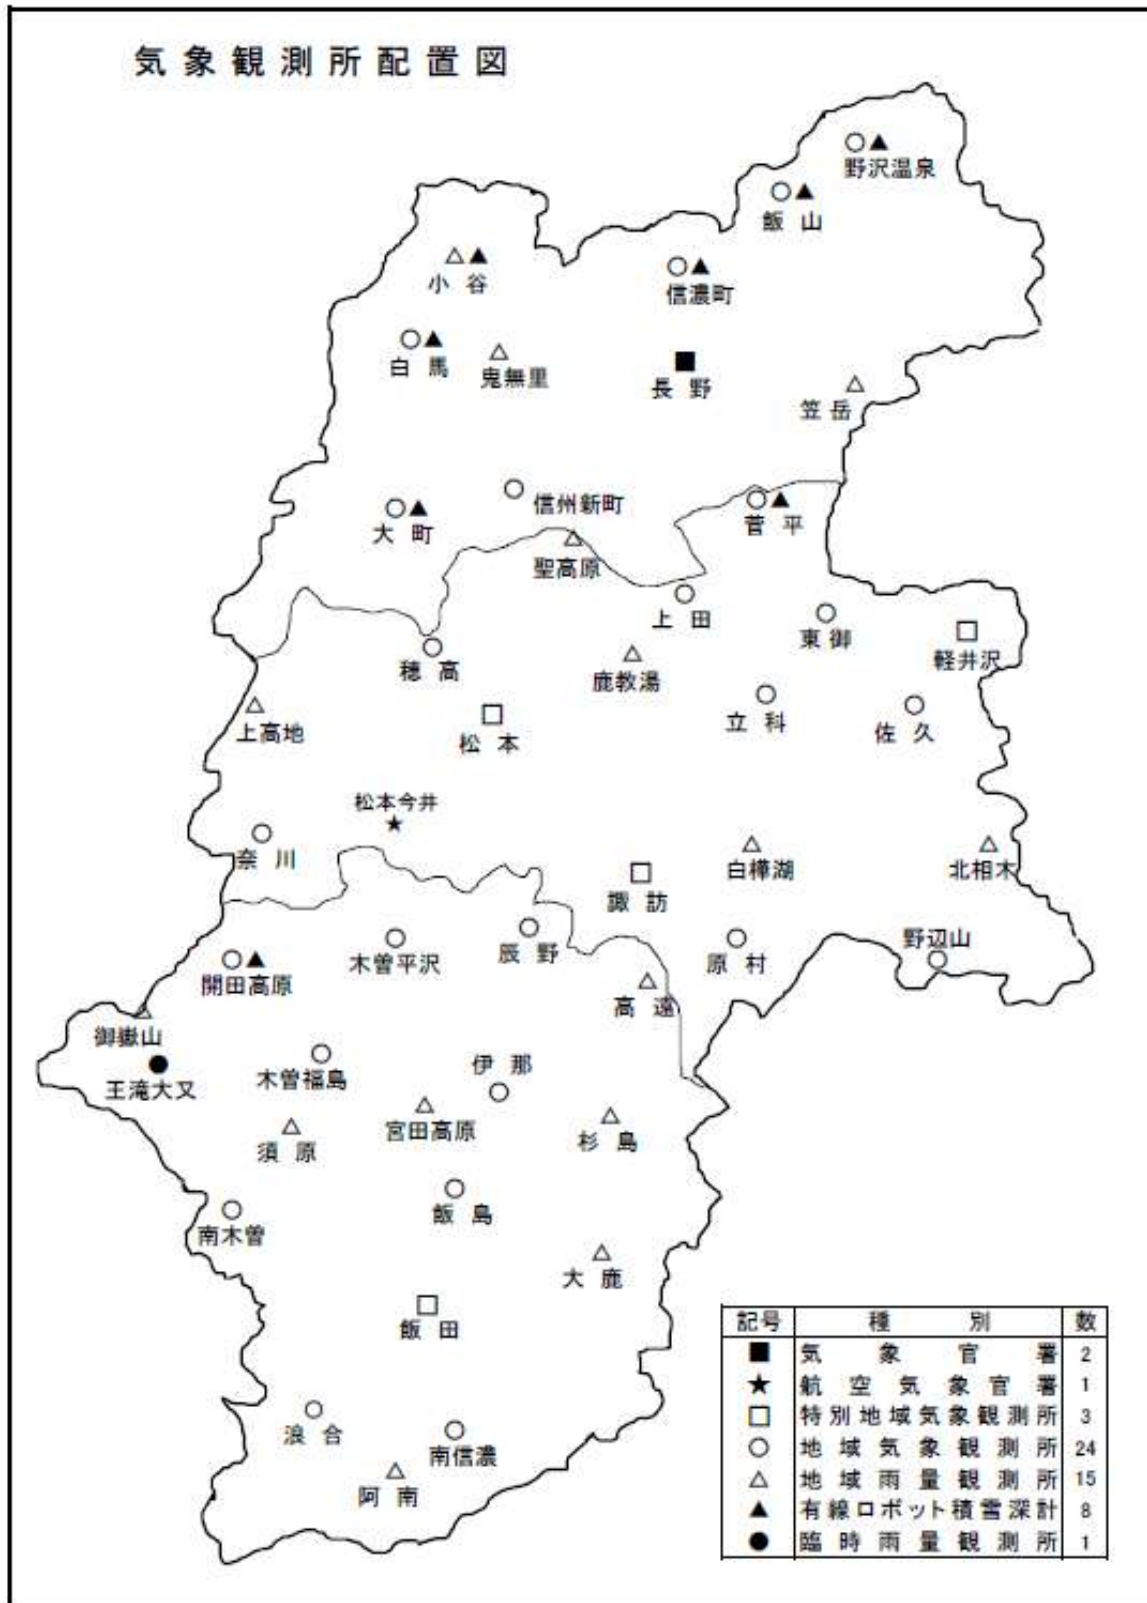 気象観測所配置図
野沢温泉
飯山
小谷
信濃町
白馬
鬼無里
長野
笠岳
信州新町
大町
菅平
聖高原
上田
東御
軽井沢
穂高
鹿教湯
上高地
松本
立科
佐久
松本今井
奈川
白樺湖
北相木
諏訪
野辺山
木曽平沢
辰野
原村
開田高原
高遠
御嶽山
王滝大又
木曽福島
伊那
宮田高原
須原
杉島
飯島
南木曽
大鹿
飯田
浪合
南信濃
阿南
記号 種別 数
■ 気象官署 2
★ 航空気象官署 1
□ 特別地域気象観測所 3
○ 地域気象観測所 24
△ 地域雨量観測所 15
▲ 有線ロボット積雪深計 8
● 臨時雨量観測所 1